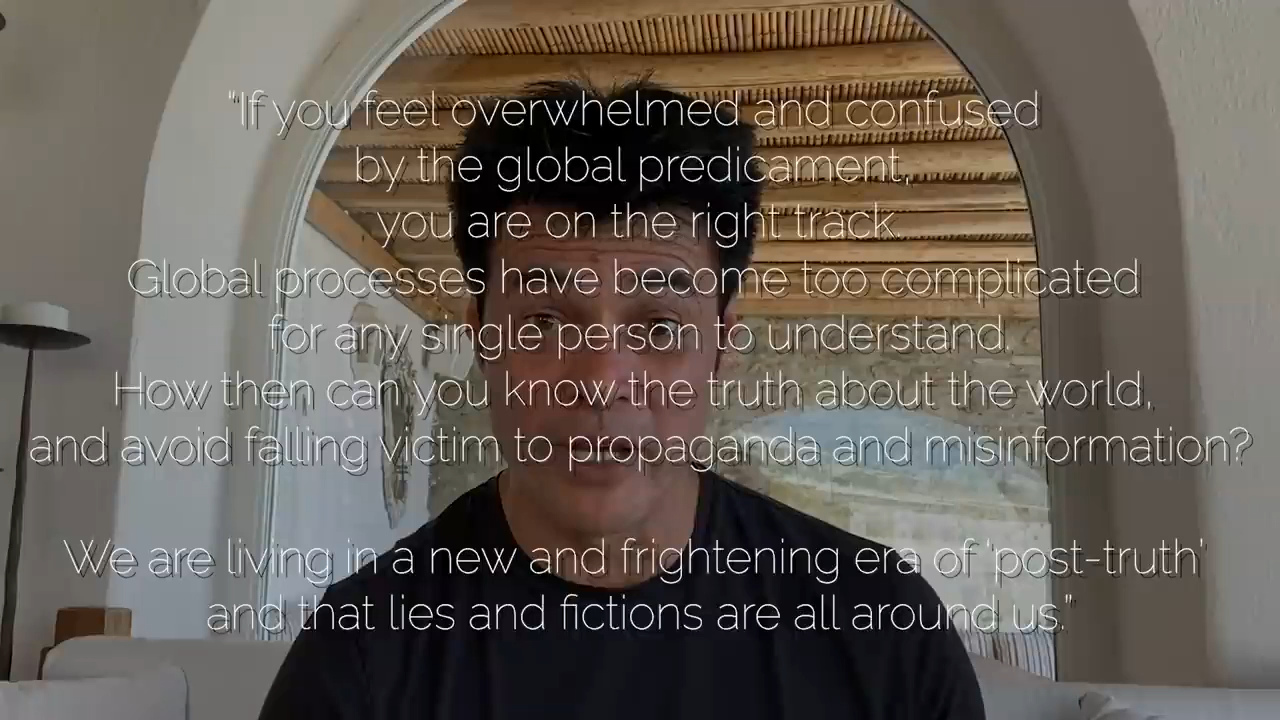 “If you feel overwhelmed and confused
by the global predicament,
you are on the right track.
Global processes have become too complicated
for any single person to understand.
How then can you know the truth about the world,
and avoid falling victim to propaganda and misinformation?
We are living in a new and frightening era of ‘post-truth’
and that lies and fictions are all around us.”